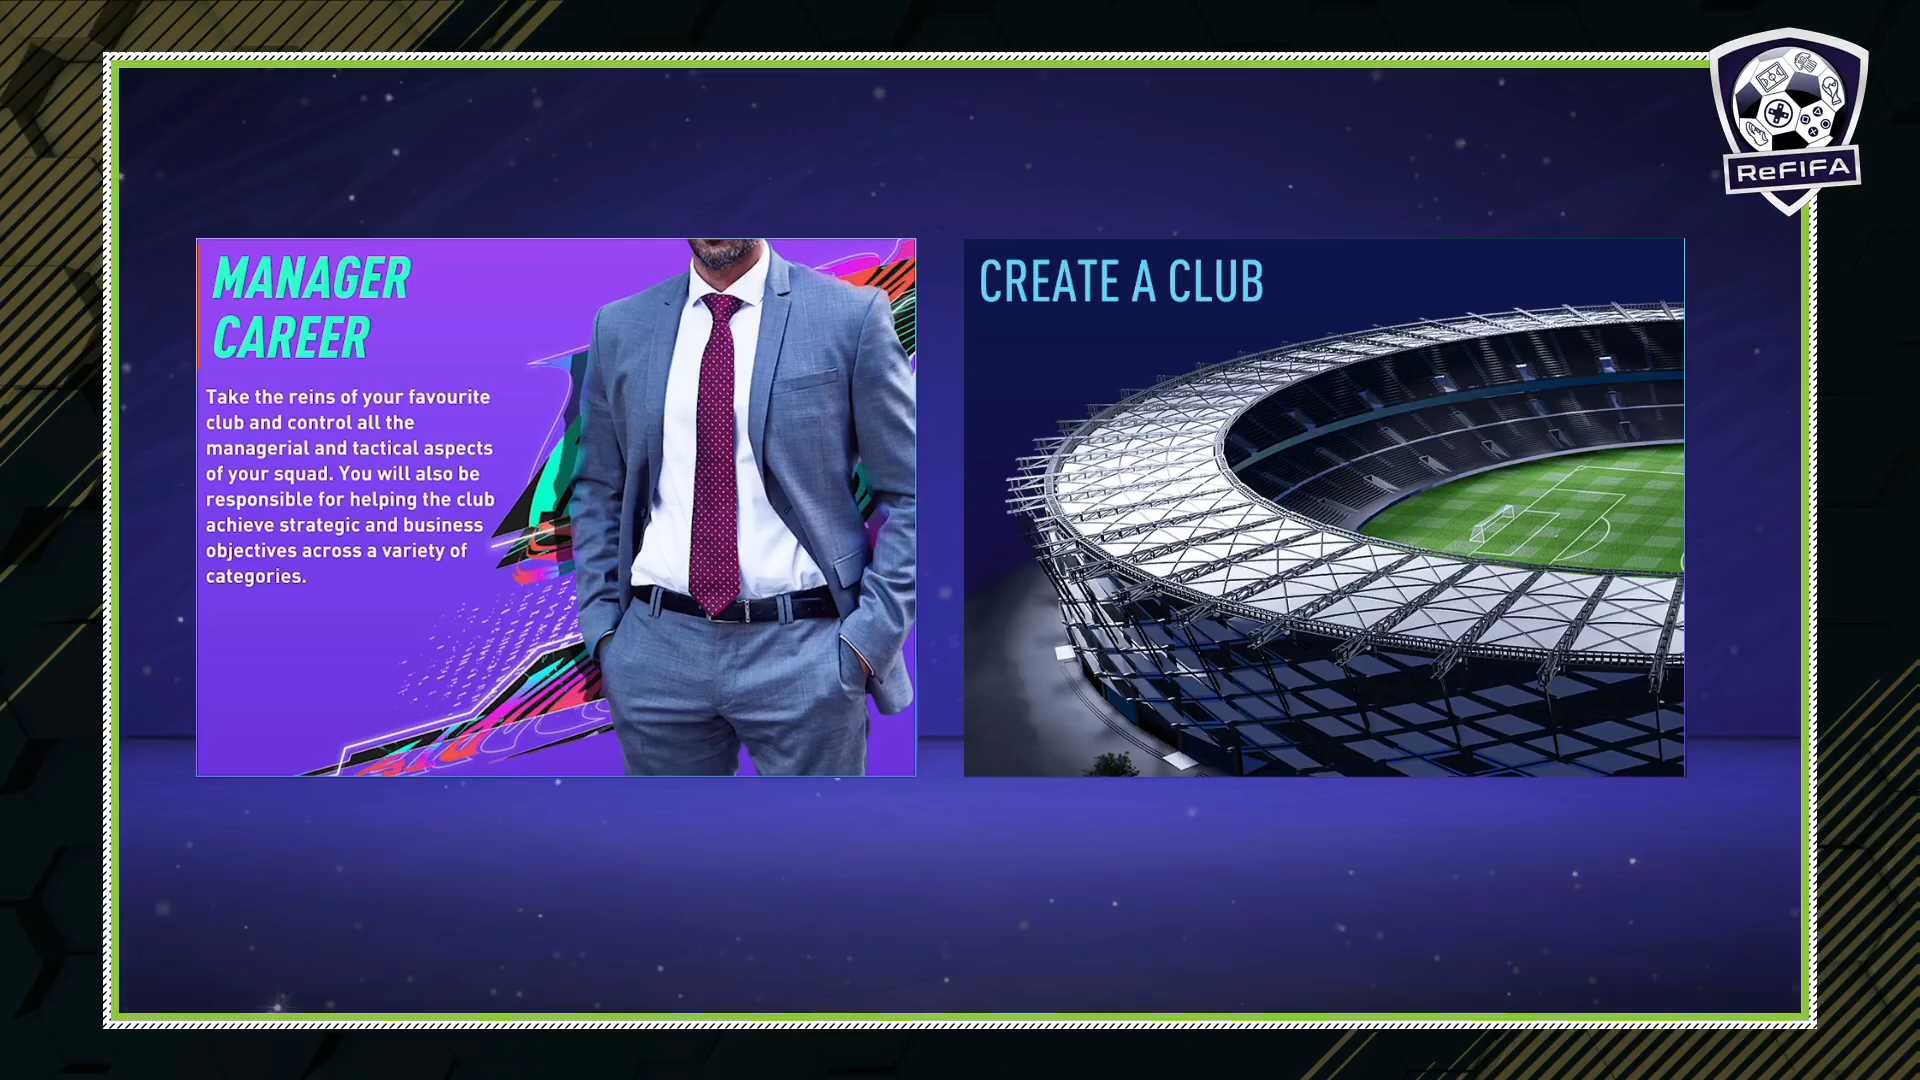 ReFIFA
MANAGER
CAREER
Take the reins of your favourite
club and control all the
managerial and tactical aspects
of your squad. You will also be
responsible for helping the club
achieve strategic and business
objectives across a variety of
categories.
CREATE A CLUB